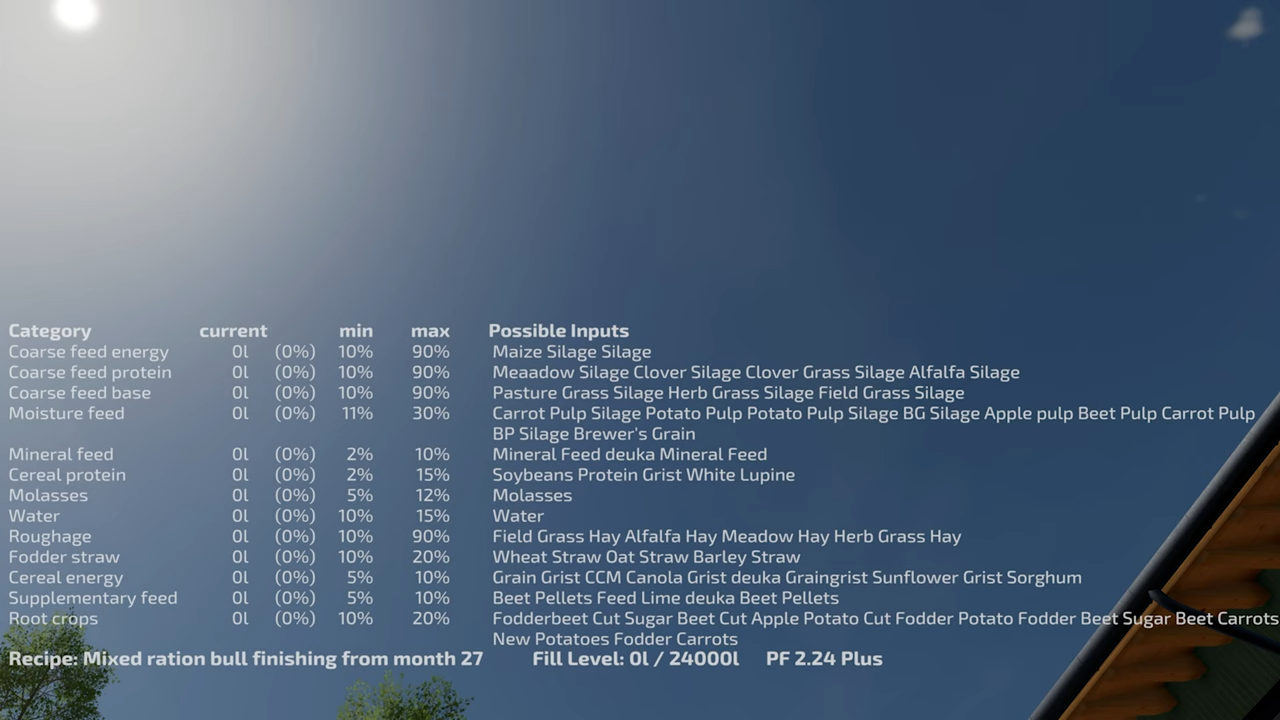 Category current min max Possible Inputs
Coarse feed energy 0l (0%) 10% 90% Maize Silage Silage
Coarse feed protein 0l (0%) 10% 90% Meaadow Silage Clover Silage Clover Grass Silage Alfalfa Silage
Coarse feed base 0l (0%) 10% 90% Pasture Grass Silage Herb Grass Silage Field Grass Silage
Moisture feed 0l (0%) 11% 30% Carrot Pulp Silage Potato Pulp Potato Pulp Silage BG Silage Apple pulp Beet Pulp Carrot Pulp
BP Silage Brewer's Grain
Mineral feed 0l (0%) 2% 10% Mineral Feed deuka Mineral Feed
Cereal protein 0l (0%) 2% 15% Soybeans Protein Grist White Lupine
Molasses 0l (0%) 5% 12% Molasses
Water 0l (0%) 10% 15% Water
Roughage 0l (0%) 10% 90% Field Grass Hay Alfalfa Hay Meadow Hay Herb Grass Hay
Fodder straw 0l (0%) 10% 20% Wheat Straw Oat Straw Barley Straw
Cereal energy 0l (0%) 5% 10% Grain Grist CCM Canola Grist deuka Graingrist Sunflower Grist Sorghum
Supplementary feed 0l (0%) 5% 10% Beet Pellets Feed Lime deuka Beet Pellets
Root crops 0l (0%) 10% 20% Fodderbeet Cut Sugar Beet Cut Apple Potato Cut Fodder Potato Fodder Beet Sugar Beet Carrots
New Potatoes Fodder Carrots
Recipe: Mixed ration bull finishing from month 27 Fill Level: 0l / 24000l PF 2.24 Plus